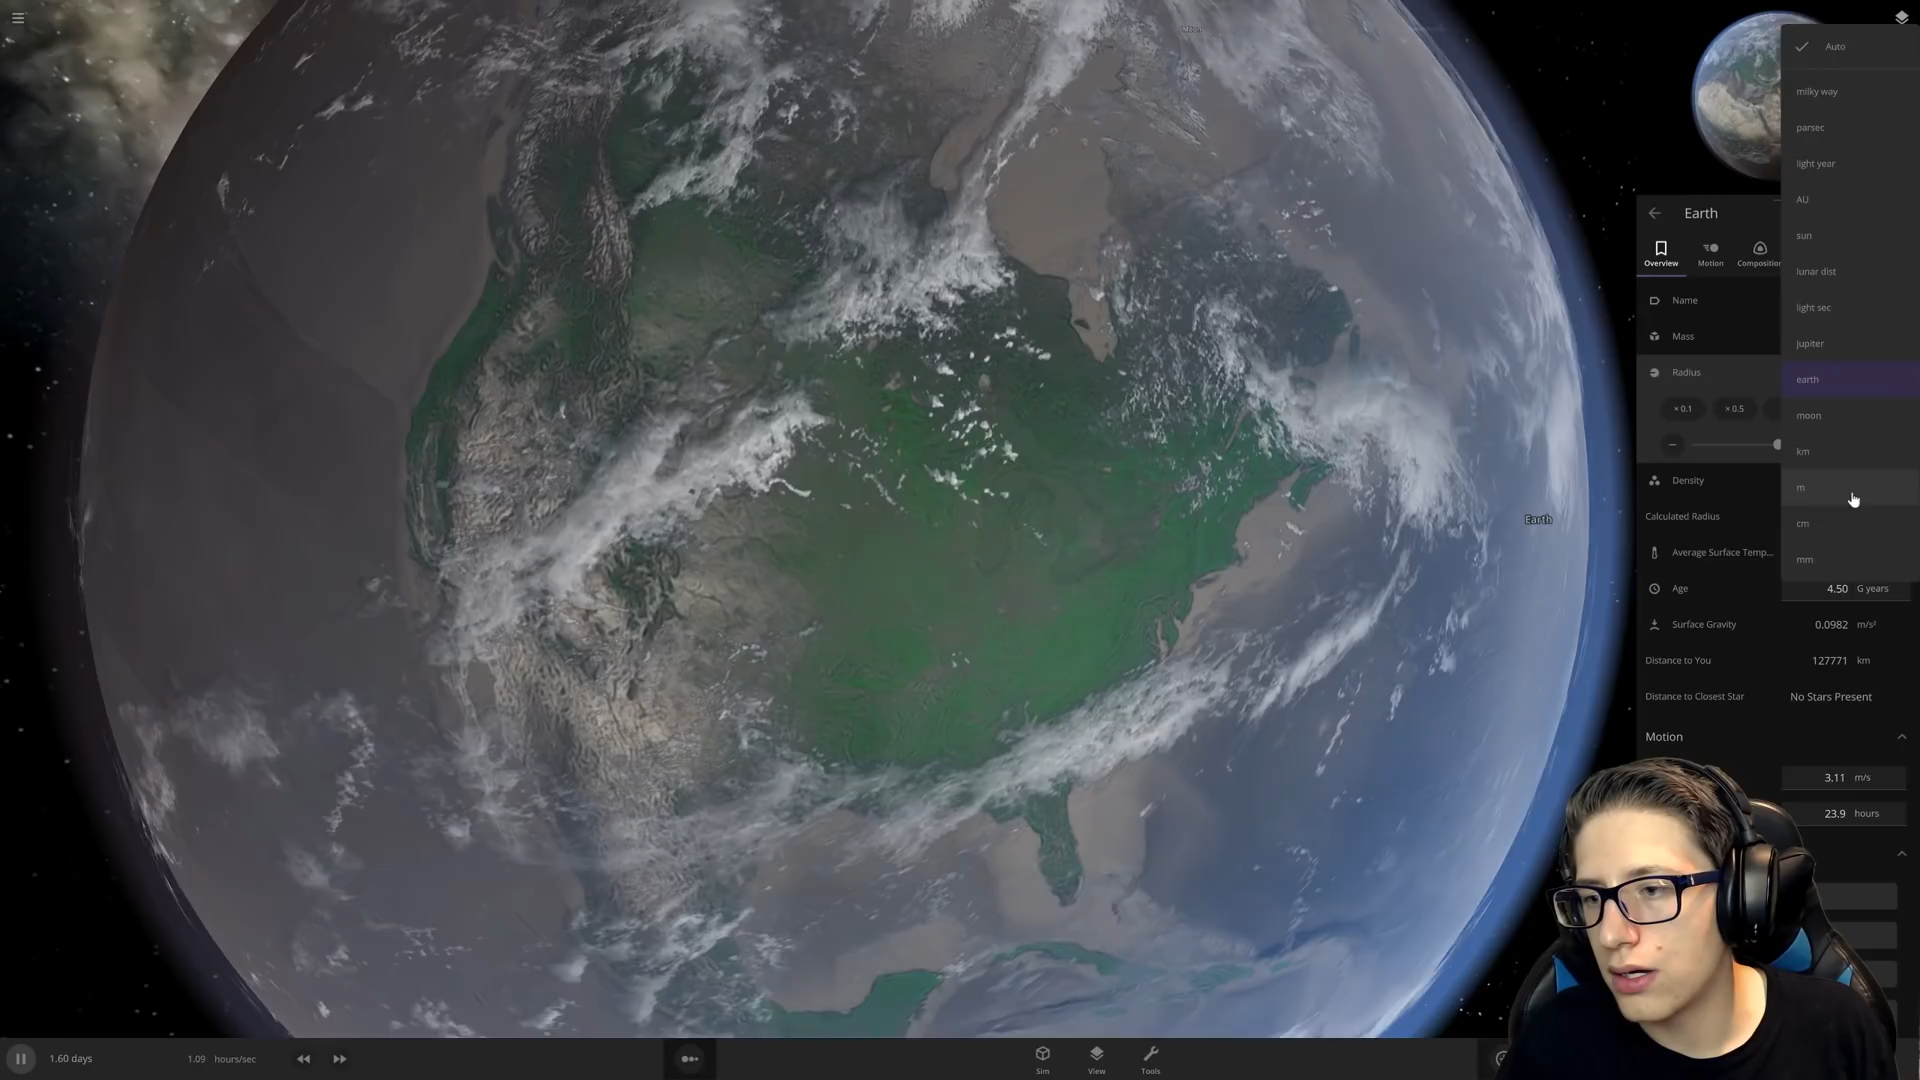 Moon
Auto
milky way
parsec
light year
AU
sun
lunar dist
light sec
jupiter
earth
moon
km
m
cm
mm
Earth
Overview
Motion
Composition
Name
Mass
Radius
× 0.1
× 0.5
Density
Calculated Radius
Average Surface Temp...
Age
4.50 G years
Surface Gravity
0.0982 m/s²
Distance to You
127771 km
Distance to Closest Star
No Stars Present
Motion
3.11 m/s
23.9 hours
Earth
1.60 days
1.09 hours/sec
Sim
View
Tools